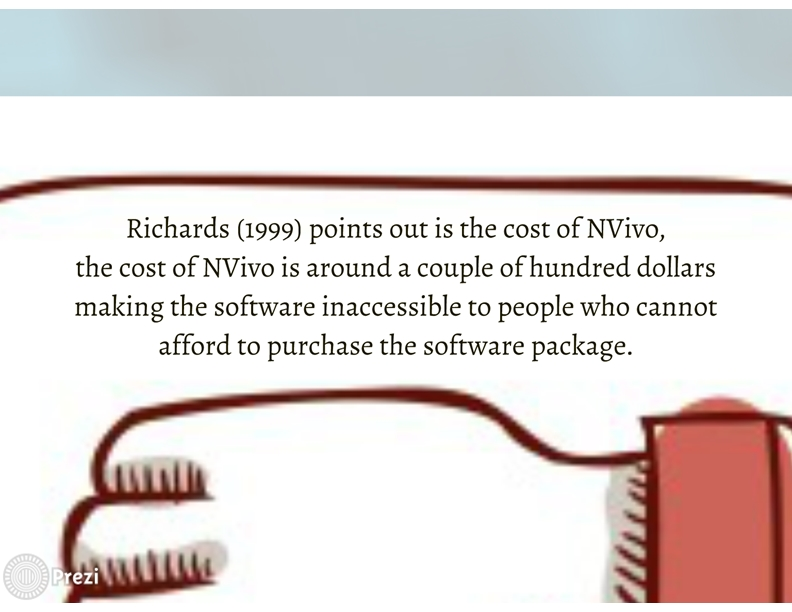 Richards (1999) points out is the cost of NVivo,
the cost of NVivo is around a couple of hundred dollars
making the software inaccessible to people who cannot
afford to purchase the software package.
Prezi